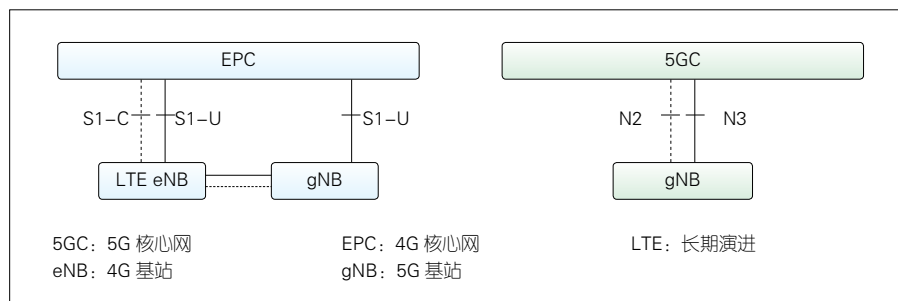 EPC
5GC
S1-C
S1-U
S1-U
N2
N3
LTE eNB
gNB
gNB
5GC：5G 核心网
EPC：4G 核心网
LTE：长期演进
eNB：4G 基站
gNB：5G 基站